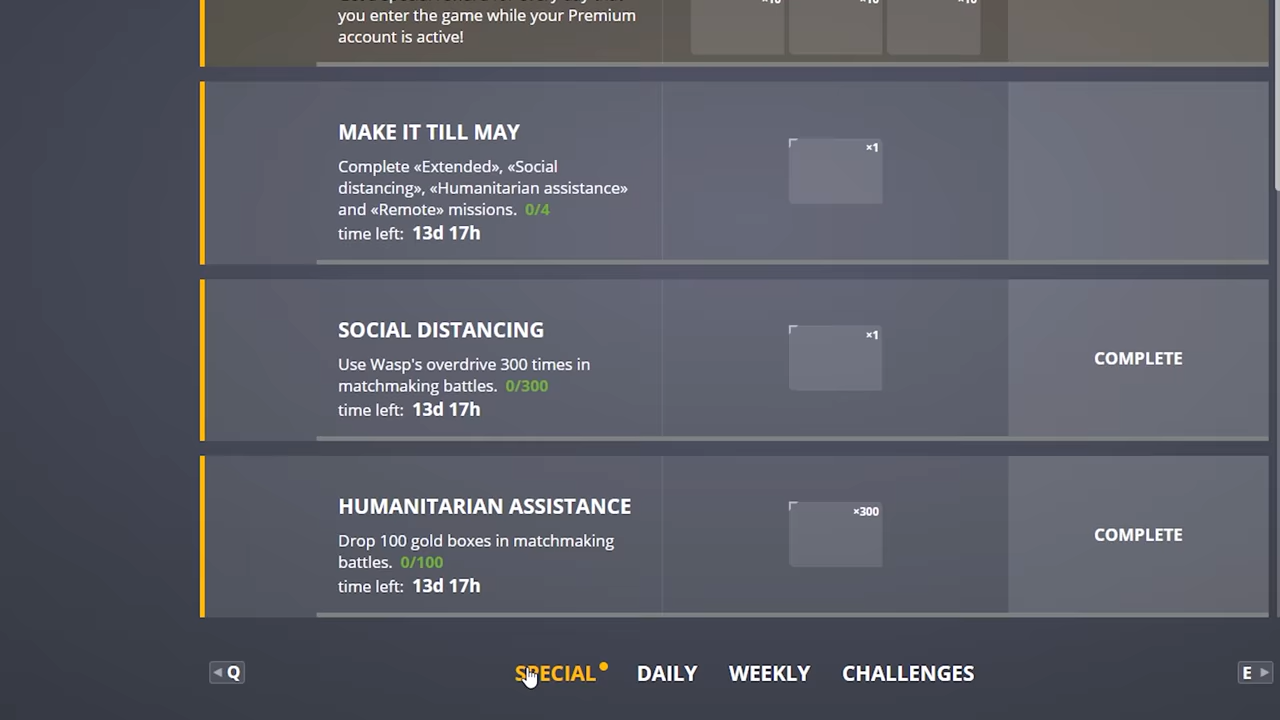 you enter the game while your Premium
account is active!
MAKE IT TILL MAY
Complete «Extended», «Social
distancing», «Humanitarian assistance»
and «Remote» missions. 0/4
time left: 13d 17h
×1
SOCIAL DISTANCING
Use Wasp's overdrive 300 times in
matchmaking battles. 0/300
time left: 13d 17h
×1
COMPLETE
HUMANITARIAN ASSISTANCE
Drop 100 gold boxes in matchmaking
battles. 0/100
time left: 13d 17h
×300
COMPLETE
Q
SPECIAL
DAILY
WEEKLY
CHALLENGES
E